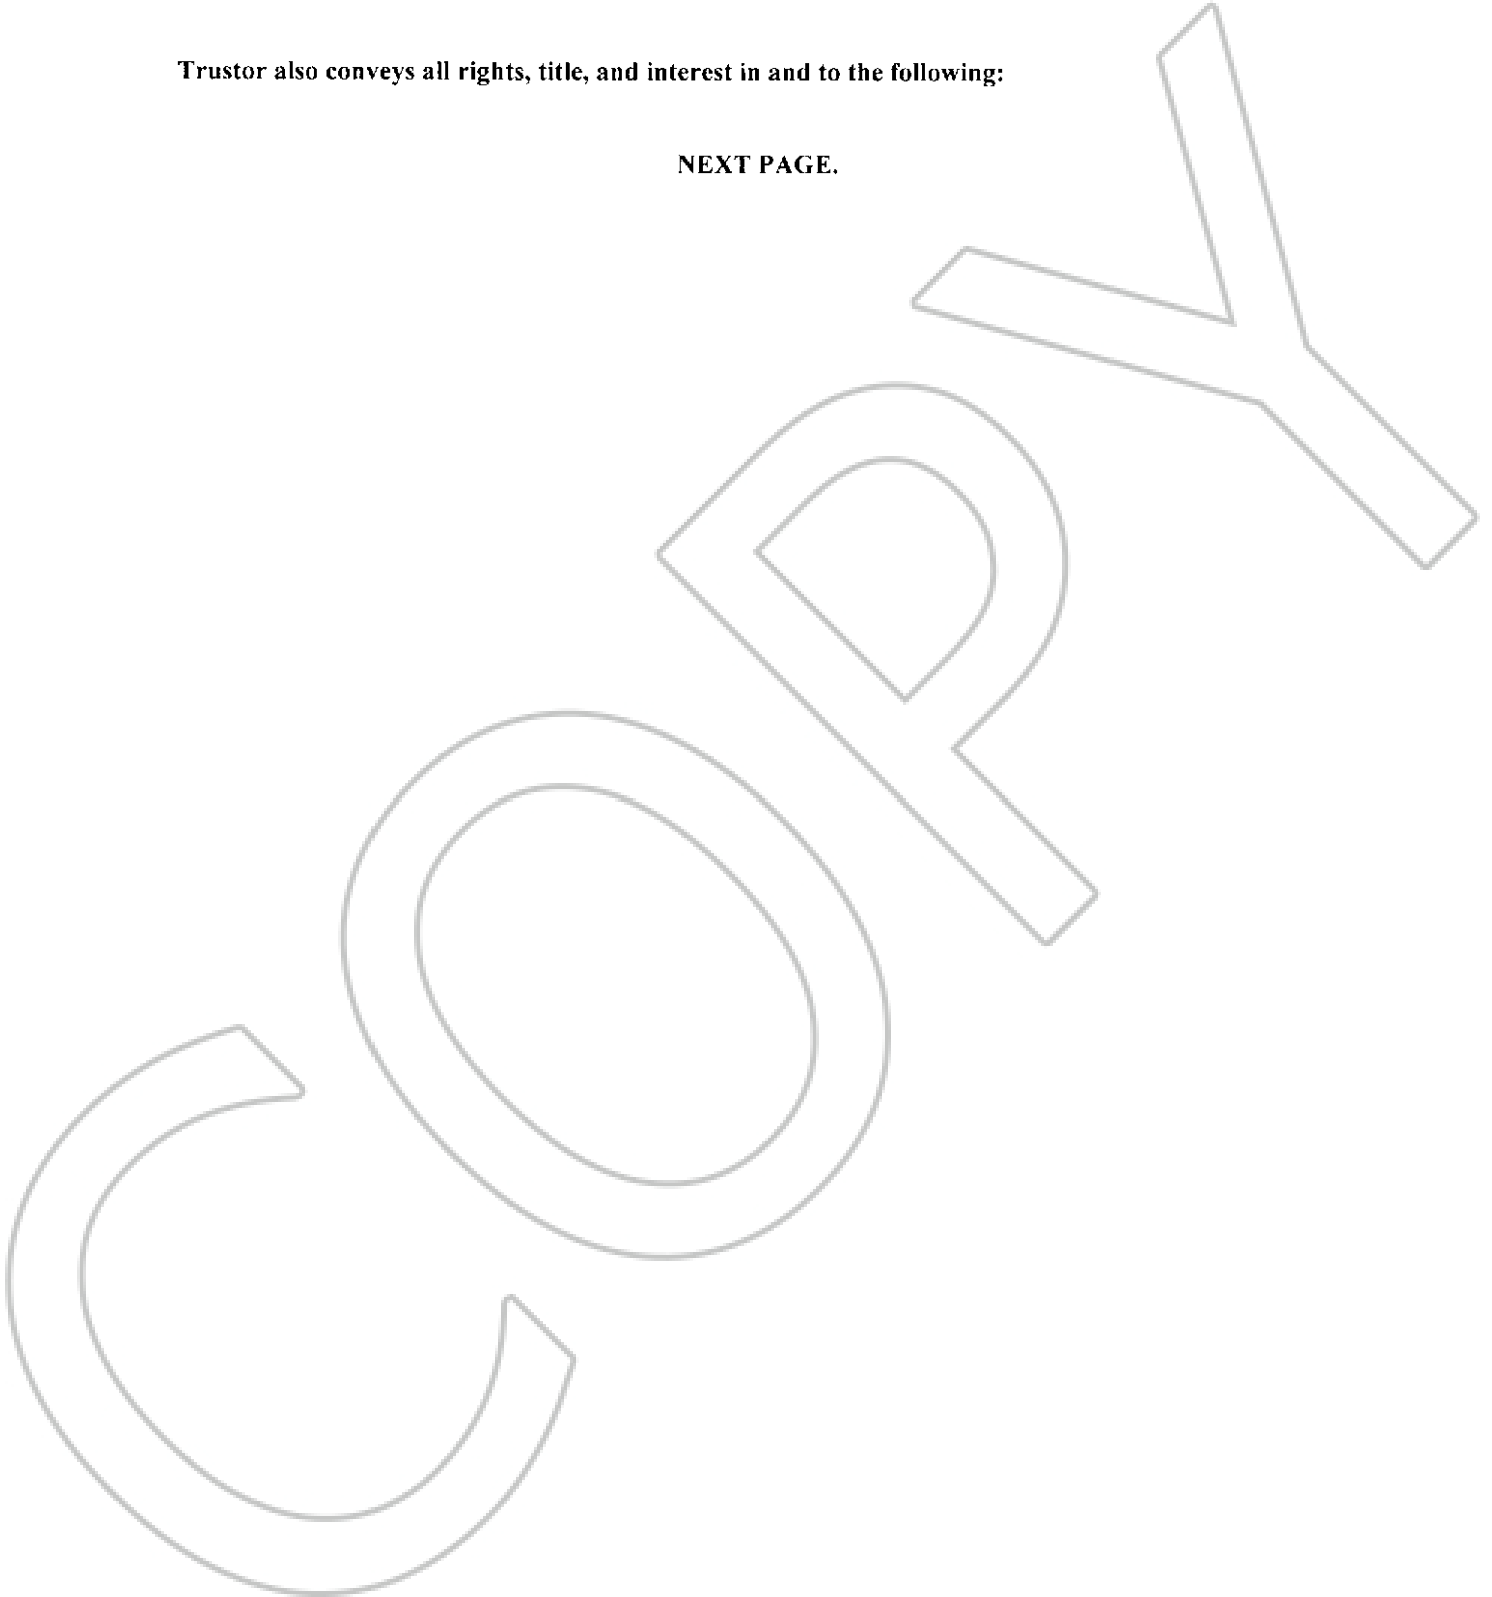 Trustor also conveys all rights, title, and interest in and to the following:
NEXT PAGE.
COPY